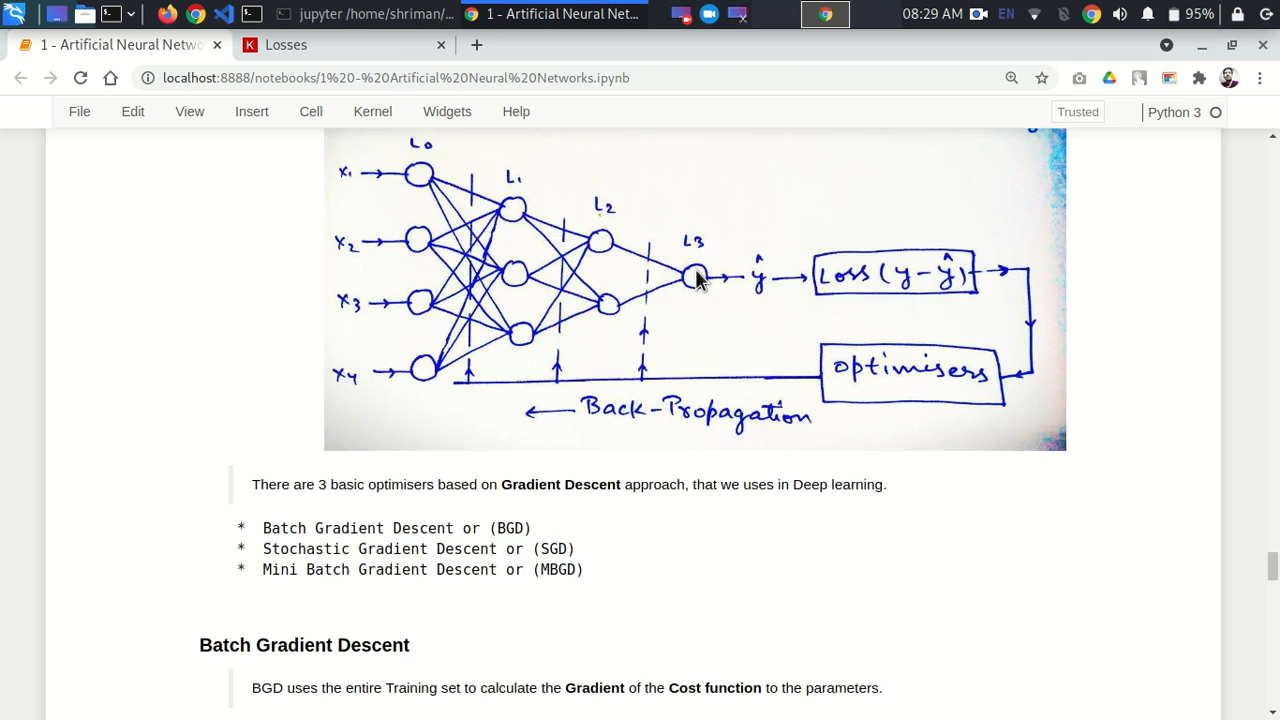 jupyter /home/shriman/...
1 - Artificial Neural Net...
08:29 AM
EN
95%
1 - Artificial Neural Netwo
Losses
localhost:8888/notebooks/1%20-%20Artificial%20Neural%20Networks.ipynb
File Edit View Insert Cell Kernel Widgets Help
Trusted
Python 3
L0
x1
L1
L2
x2
L3
ŷ
Loss (y - ŷ)
x3
x4
optimisers
Back-Propagation
There are 3 basic optimisers based on Gradient Descent approach, that we uses in Deep learning.
* Batch Gradient Descent or (BGD)
* Stochastic Gradient Descent or (SGD)
* Mini Batch Gradient Descent or (MBGD)
Batch Gradient Descent
BGD uses the entire Training set to calculate the Gradient of the Cost function to the parameters.